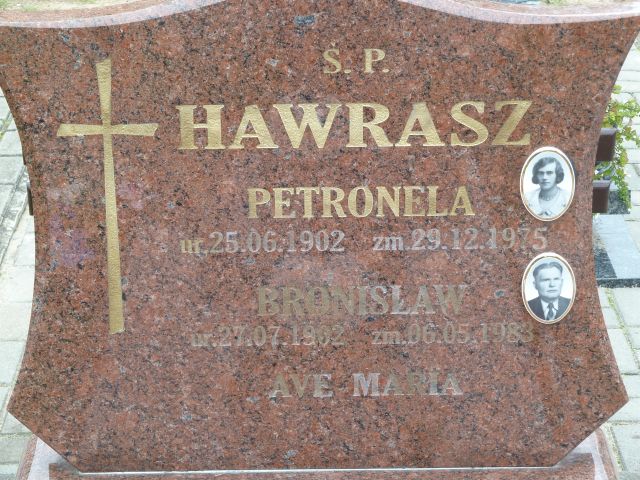 Ś. P.
HAWRASZ
PETRONELA
ur. 25.06.1902 zm. 29.12.1975
BRONISŁAW
ur. 27.07.1902 zm. 06.05.1983
AVE MARIA